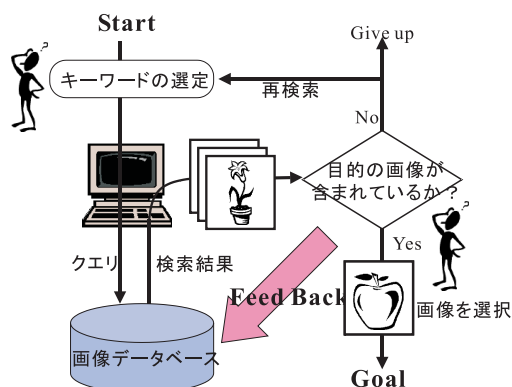 Start
Give up
?
キーワードの選定
再検索
No
目的の画像が
含まれているか？
?
Yes
クエリ
検索結果
Feed Back
画像を選択
画像データベース
Goal